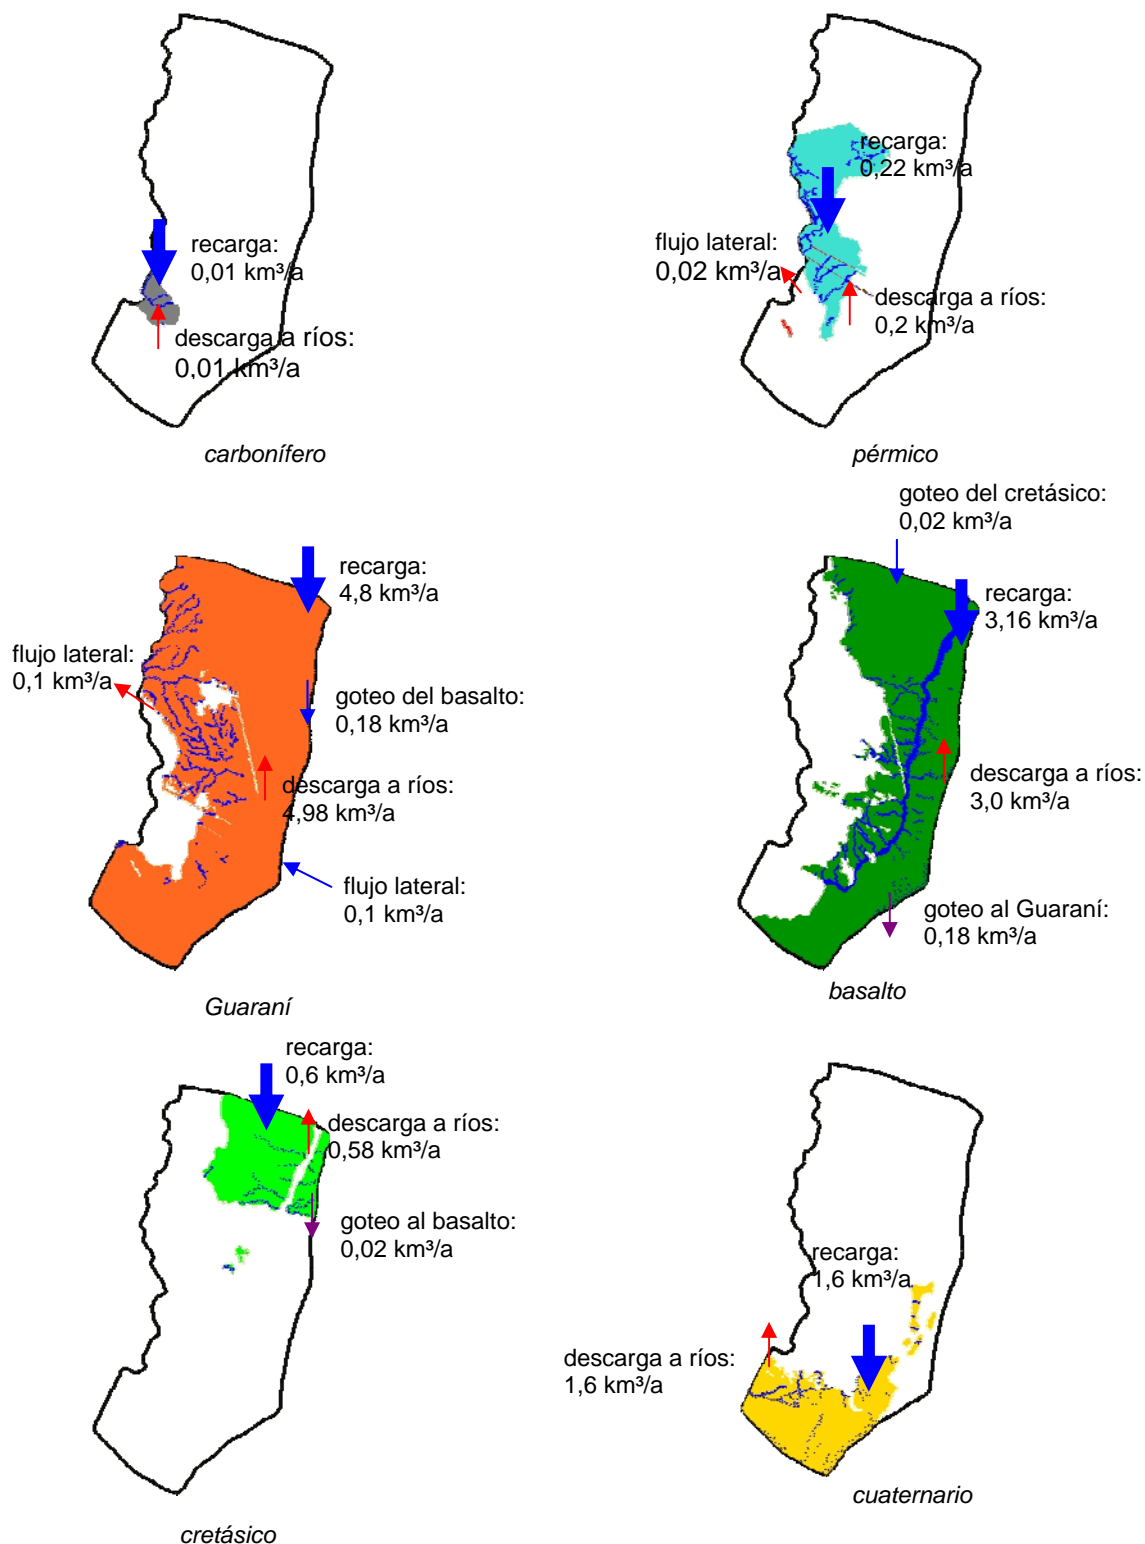 recarga:
0,01 km³/a
descarga a ríos:
0,01 km³/a
carbonífero
recarga:
0,22 km³/a
flujo lateral:
0,02 km³/a
descarga a ríos:
0,2 km³/a
pérmico
recarga:
4,8 km³/a
flujo lateral:
0,1 km³/a
goteo del basalto:
0,18 km³/a
descarga a ríos:
4,98 km³/a
flujo lateral:
0,1 km³/a
Guaraní
goteo del cretásico:
0,02 km³/a
recarga:
3,16 km³/a
descarga a ríos:
3,0 km³/a
goteo al Guaraní:
0,18 km³/a
basalto
recarga:
0,6 km³/a
descarga a ríos:
0,58 km³/a
goteo al basalto:
0,02 km³/a
cretásico
recarga:
1,6 km³/a
descarga a ríos:
1,6 km³/a
cuaternario